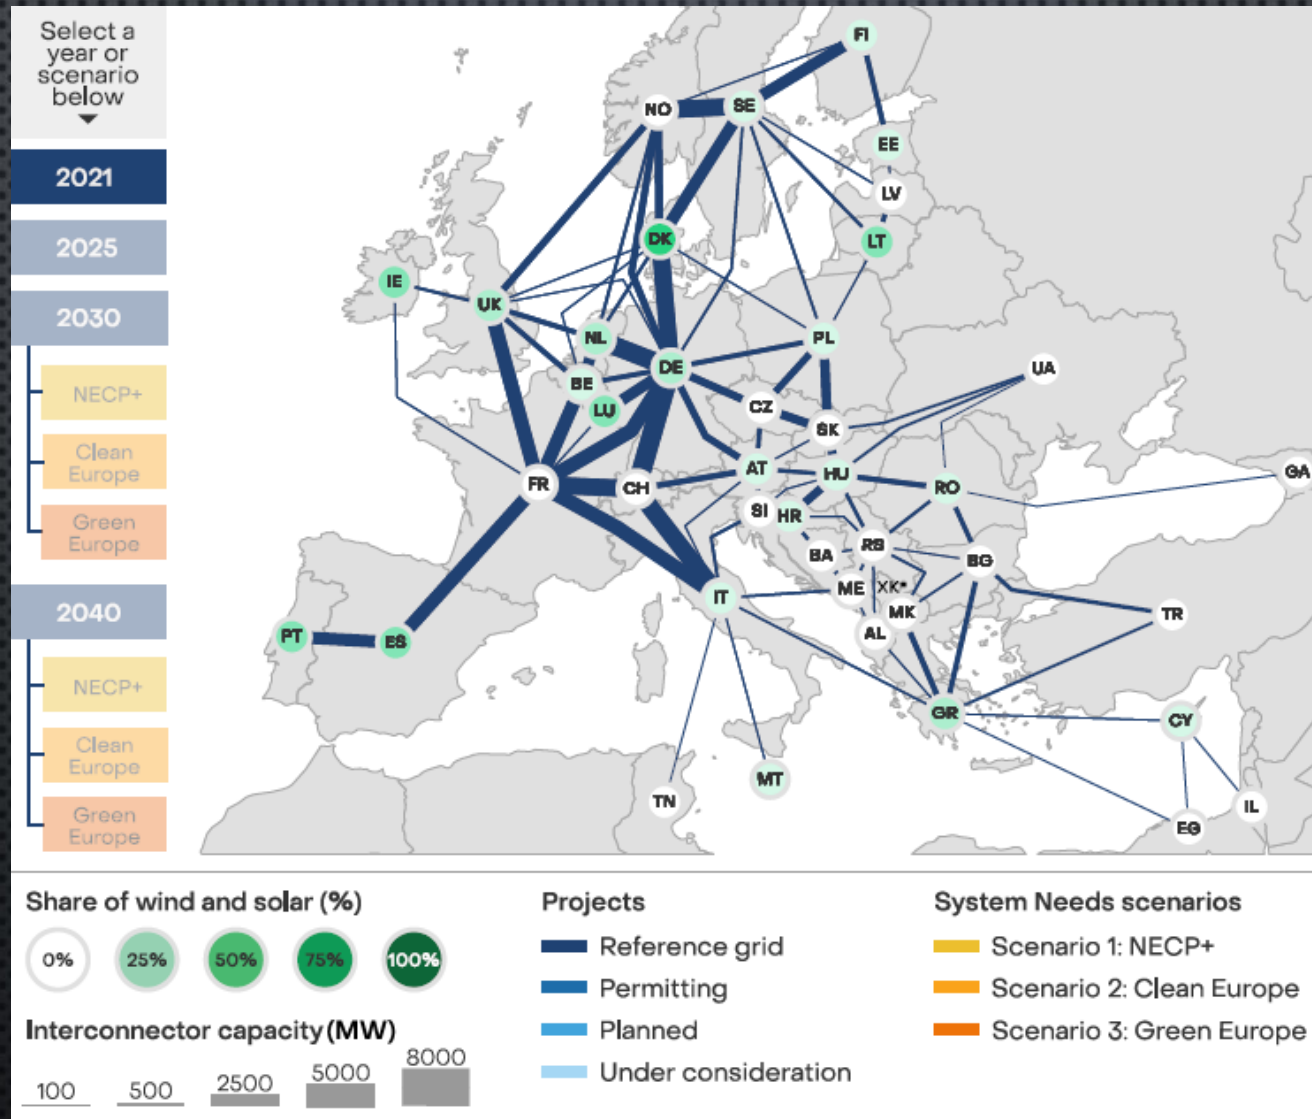 Select a
year or
scenario
below
2021
2025
2030
NECP+
Clean
Europe
Green
Europe
2040
NECP+
Clean
Europe
Green
Europe
FI
NO
SE
EE
LV
DK
LT
IE
UK
NL
PL
DE
BE
UA
LU
CZ
SK
AT
HU
GA
FR
CH
RO
SI
HR
BA
RS
BG
ME
XK*
IT
MK
TR
AL
PT
ES
GR
CY
MT
TN
IL
EG
Share of wind and solar (%)
0%
25%
50%
75%
100%
Interconnector capacity (MW)
100
500
2500
5000
8000
Projects
Reference grid
Permitting
Planned
Under consideration
System Needs scenarios
Scenario 1: NECP+
Scenario 2: Clean Europe
Scenario 3: Green Europe